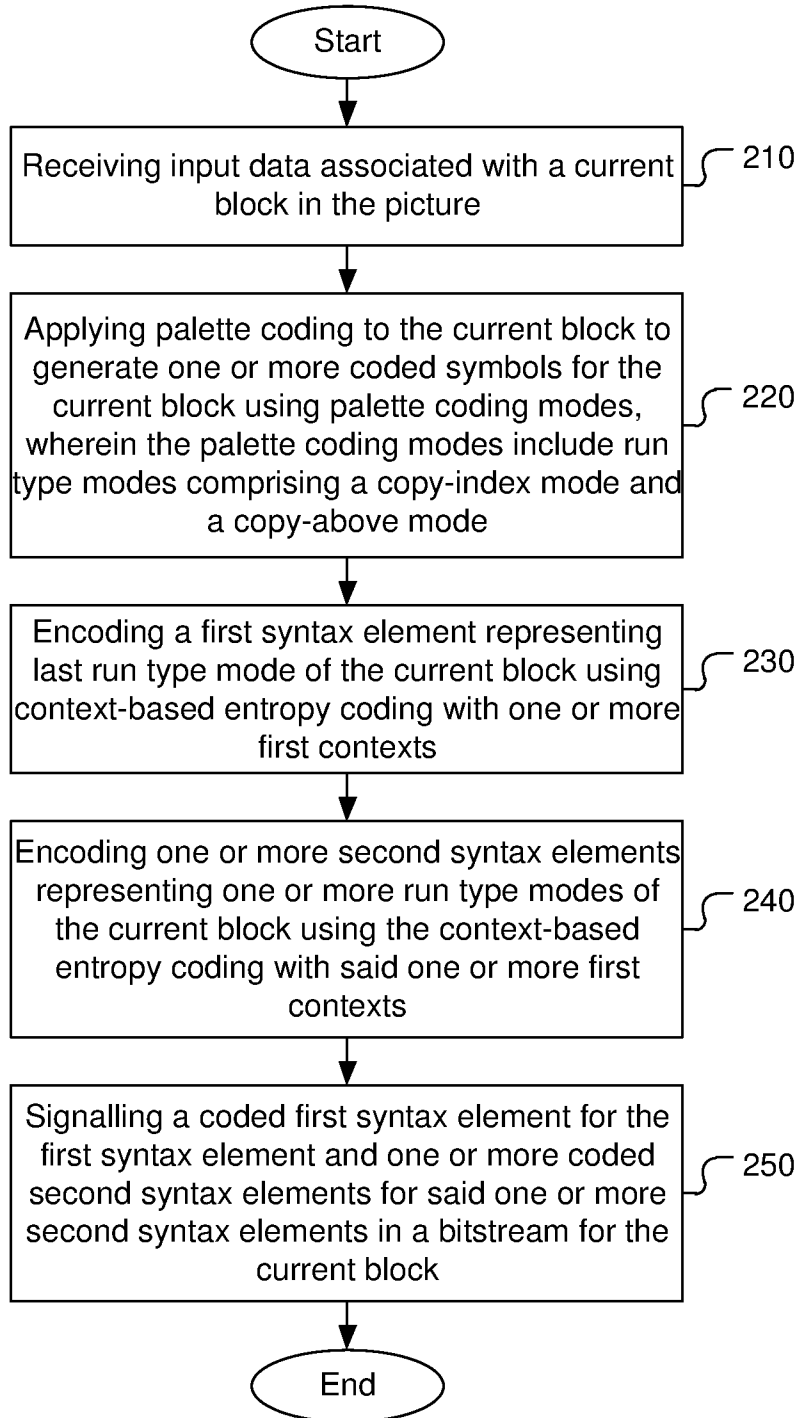 Start
Receiving input data associated with a current
block in the picture
210
Applying palette coding to the current block to
generate one or more coded symbols for the
current block using palette coding modes,
wherein the palette coding modes include run
type modes comprising a copy-index mode and
a copy-above mode
220
Encoding a first syntax element representing
last run type mode of the current block using
context-based entropy coding with one or more
first contexts
230
Encoding one or more second syntax elements
representing one or more run type modes of
the current block using the context-based
entropy coding with said one or more first
contexts
240
Signalling a coded first syntax element for the
first syntax element and one or more coded
second syntax elements for said one or more
second syntax elements in a bitstream for the
current block
250
End